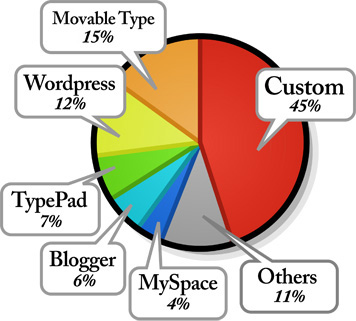 Movable Type
15%
Wordpress
12%
Custom
45%
TypePad
7%
Blogger
6%
MySpace
4%
Others
11%